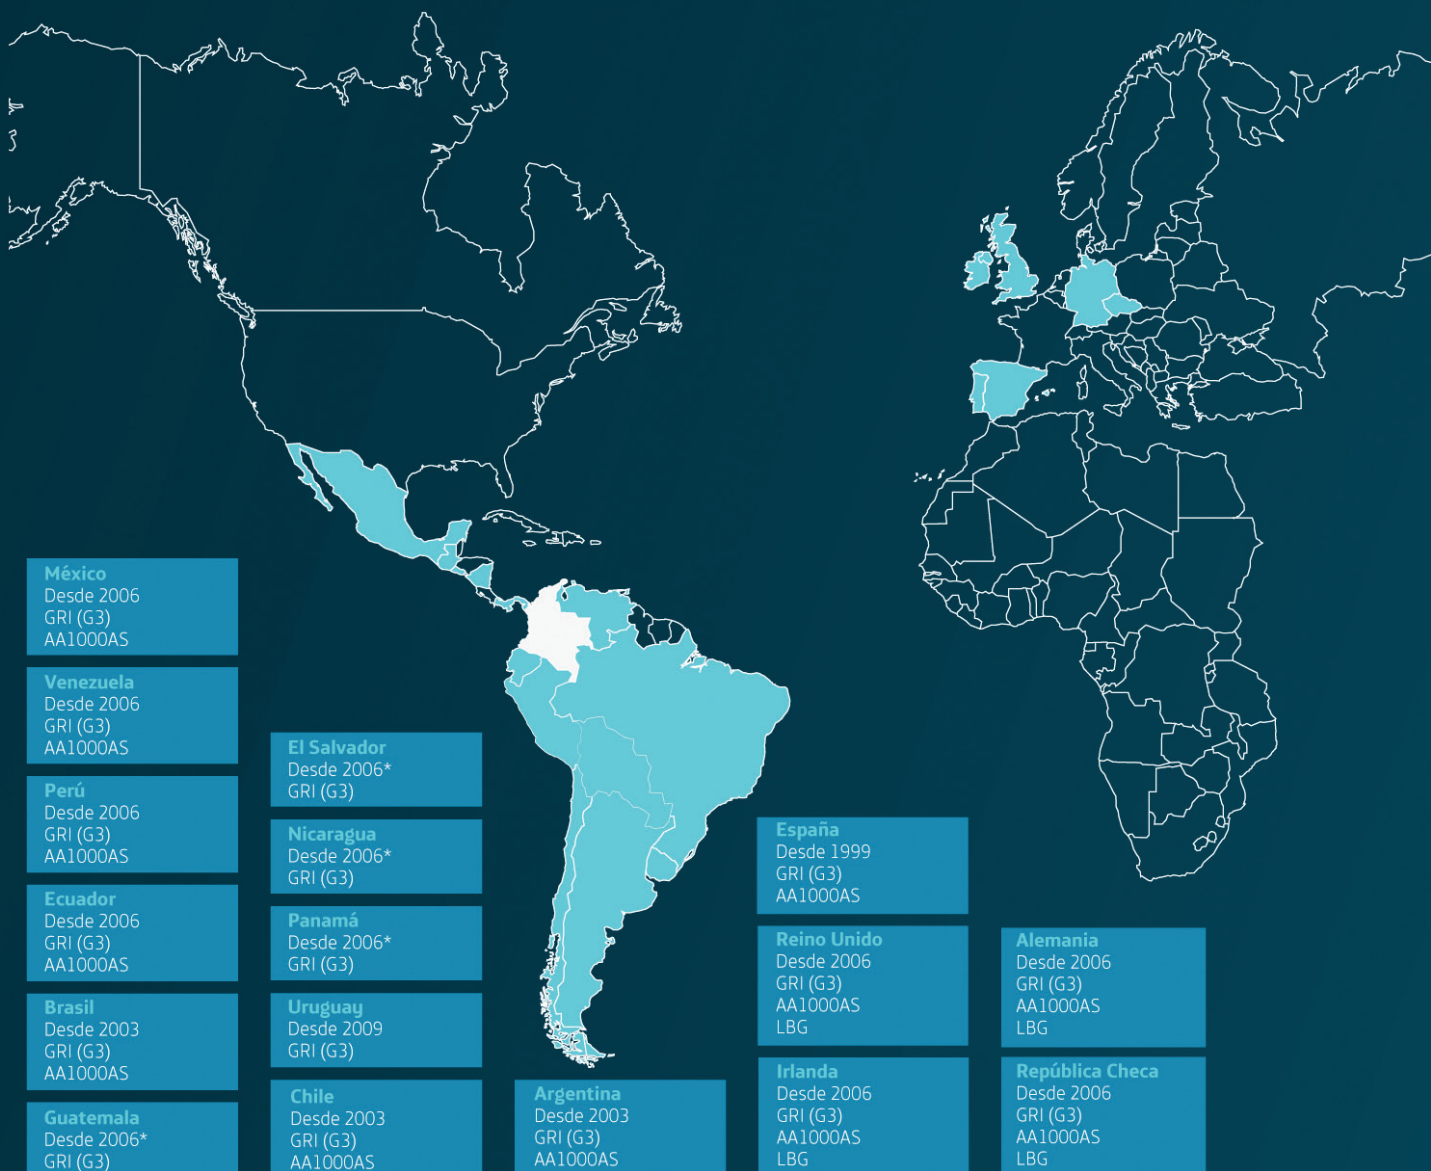 México
Desde 2006
GRI (G3)
AA1000AS
Venezuela
Desde 2006
GRI (G3)
AA1000AS
Perú
Desde 2006
GRI (G3)
AA1000AS
Ecuador
Desde 2006
GRI (G3)
AA1000AS
Brasil
Desde 2003
GRI (G3)
AA1000AS
Guatemala
Desde 2006*
GRI (G3)
El Salvador
Desde 2006*
GRI (G3)
Nicaragua
Desde 2006*
GRI (G3)
Panamá
Desde 2006*
GRI (G3)
Uruguay
Desde 2009
GRI (G3)
Chile
Desde 2003
GRI (G3)
AA1000AS
Argentina
Desde 2003
GRI (G3)
AA1000AS
España
Desde 1999
GRI (G3)
AA1000AS
Reino Unido
Desde 2006
GRI (G3)
AA1000AS
LBG
Irlanda
Desde 2006
GRI (G3)
AA1000AS
LBG
Alemania
Desde 2006
GRI (G3)
AA1000AS
LBG
República Checa
Desde 2006
GRI (G3)
AA1000AS
LBG